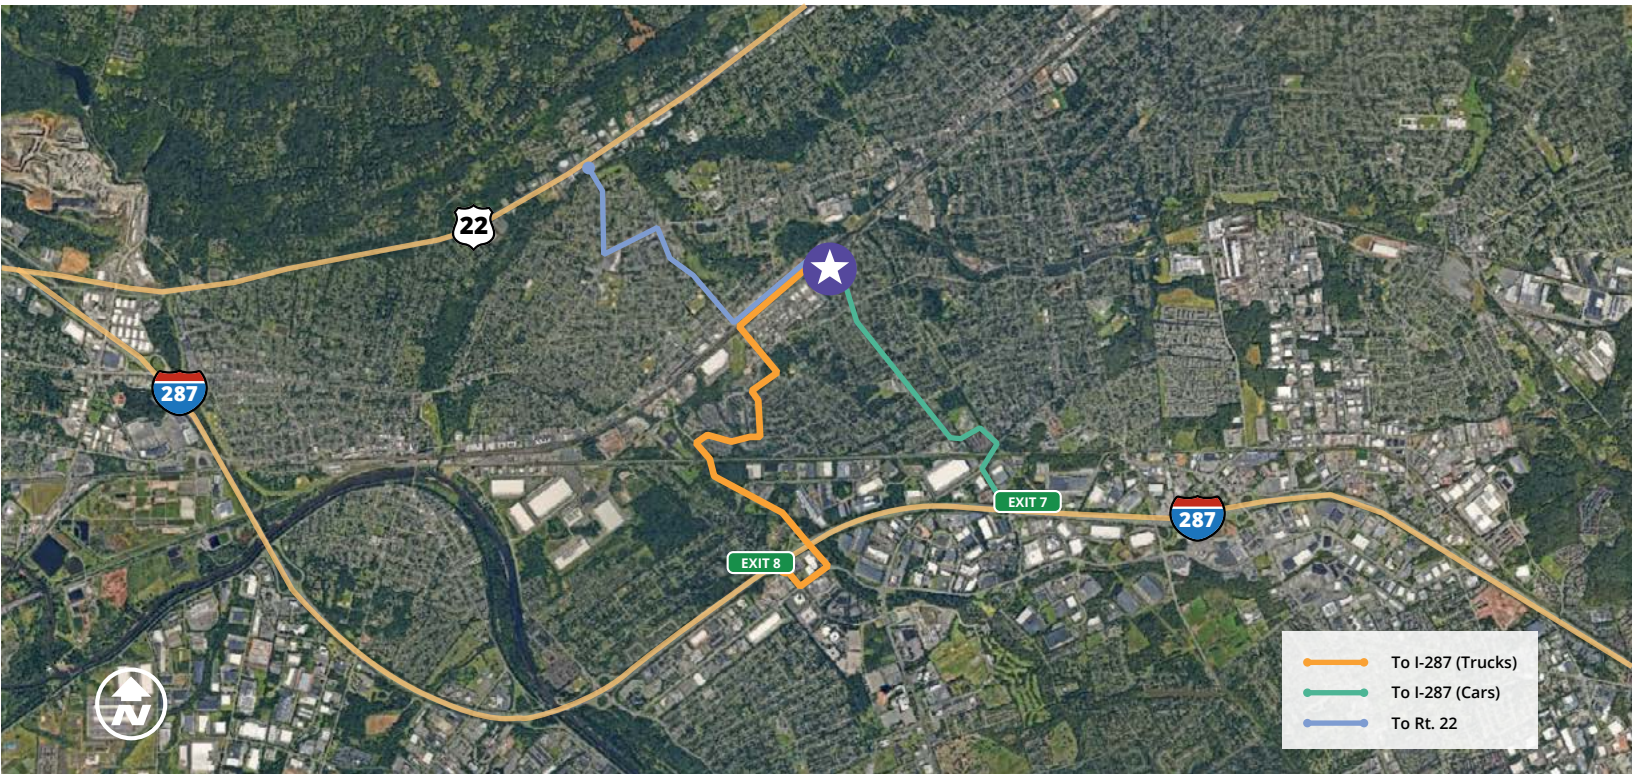 22
287
EXIT 7
287
EXIT 8
To I-287 (Trucks)
To I-287 (Cars)
To Rt. 22
N